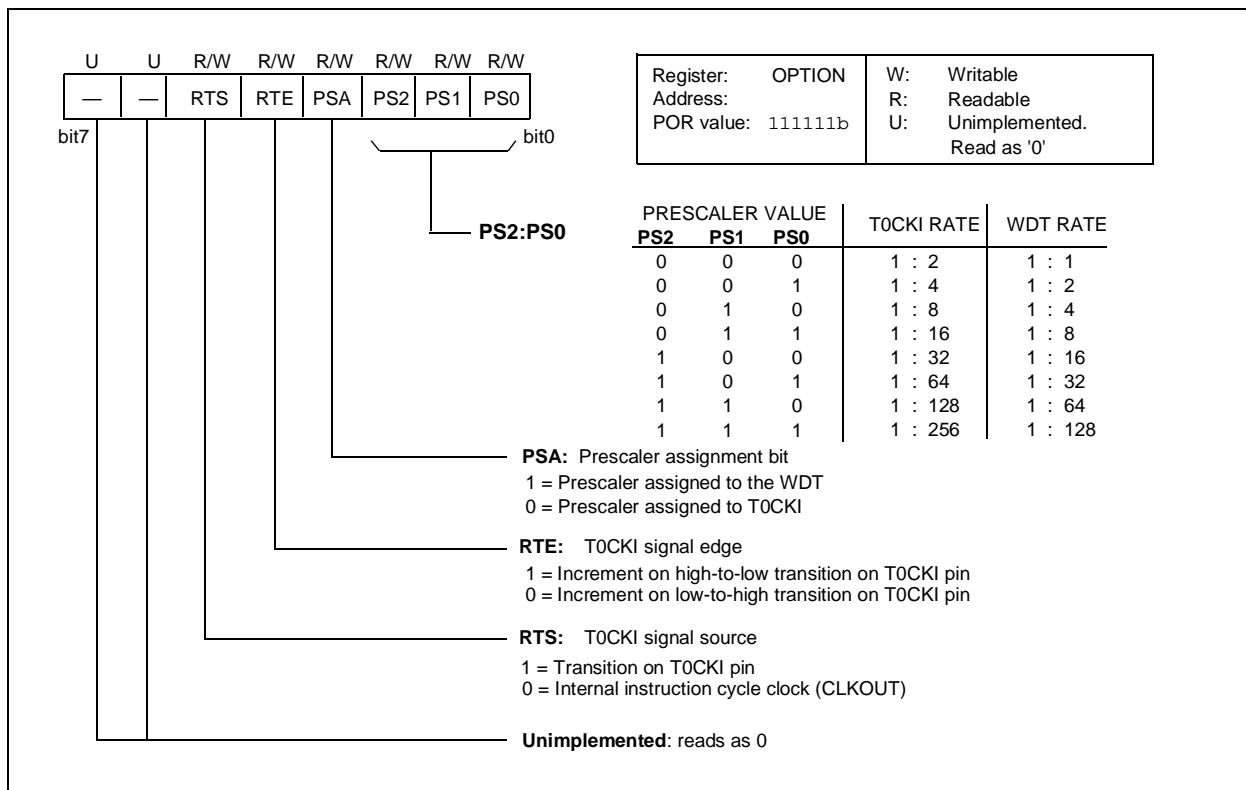 U U R/W R/W R/W R/W R/W R/W
— — RTS RTE PSA PS2 PS1 PS0
bit7 bit0
Register: OPTION W: Writable
Address: R: Readable
POR value: 111111b U: Unimplemented.
Read as '0'
PS2:PS0
PRESCALER VALUE T0CKI RATE WDT RATE
PS2 PS1 PS0
0 0 0 1 : 2 1 : 1
0 0 1 1 : 4 1 : 2
0 1 0 1 : 8 1 : 4
0 1 1 1 : 16 1 : 8
1 0 0 1 : 32 1 : 16
1 0 1 1 : 64 1 : 32
1 1 0 1 : 128 1 : 64
1 1 1 1 : 256 1 : 128
PSA: Prescaler assignment bit
1 = Prescaler assigned to the WDT
0 = Prescaler assigned to T0CKI
RTE: T0CKI signal edge
1 = Increment on high-to-low transition on T0CKI pin
0 = Increment on low-to-high transition on T0CKI pin
RTS: T0CKI signal source
1 = Transition on T0CKI pin
0 = Internal instruction cycle clock (CLKOUT)
Unimplemented: reads as 0